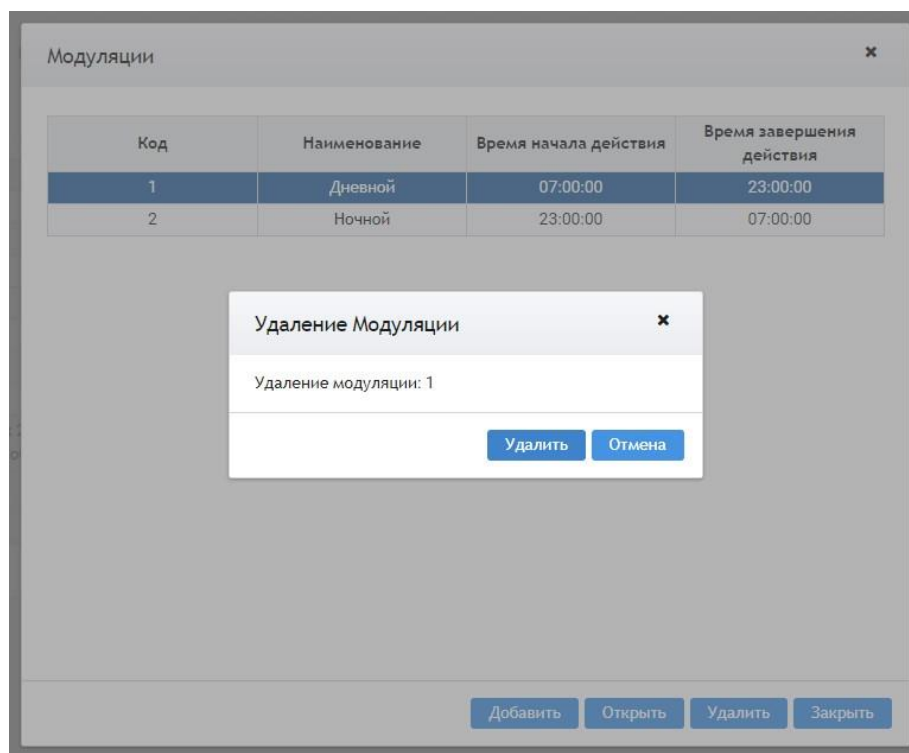 Модуляции
Код Наименование Время начала действия Время завершения
действия
1 Дневной 07:00:00 23:00:00
2 Ночной 23:00:00 07:00:00
Удаление Модуляции
Удаление модуляции: 1
Удалить Отмена
Добавить Открыть Удалить Закрыть